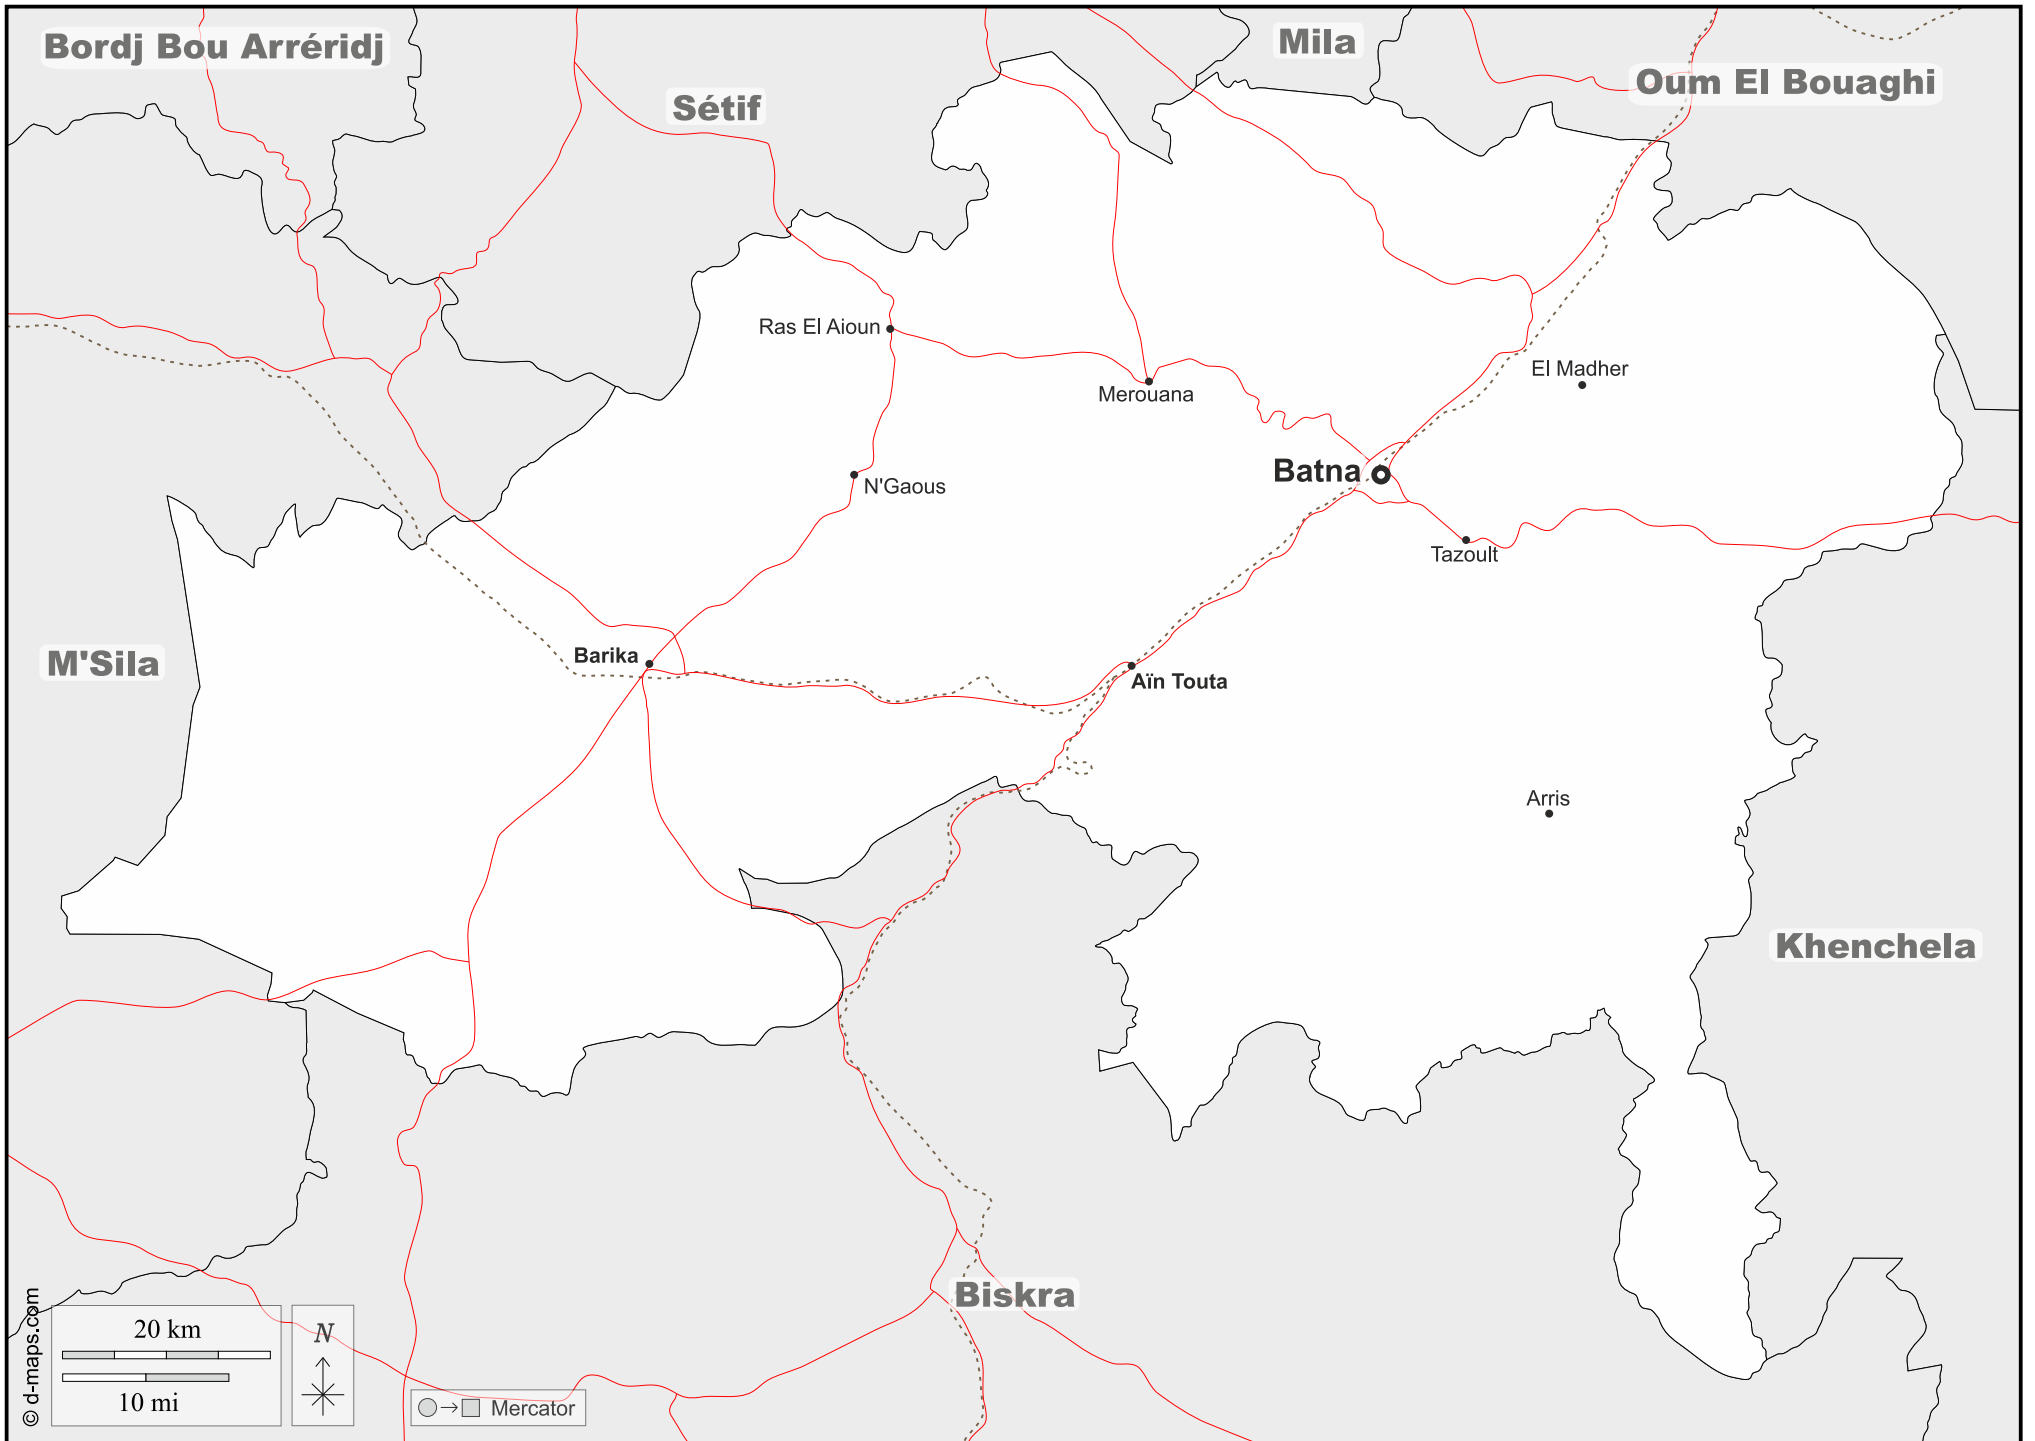 Bordj Bou Arréridj
Mila
Oum El Bouaghi
Sétif
Ras El Aioun
El Madher
Merouana
Batna
N'Gaous
Tazoult
Barika
M'Sila
Aïn Touta
Arris
Khenchela
Biskra
© d-maps.com
20 km
10 mi
N
Mercator